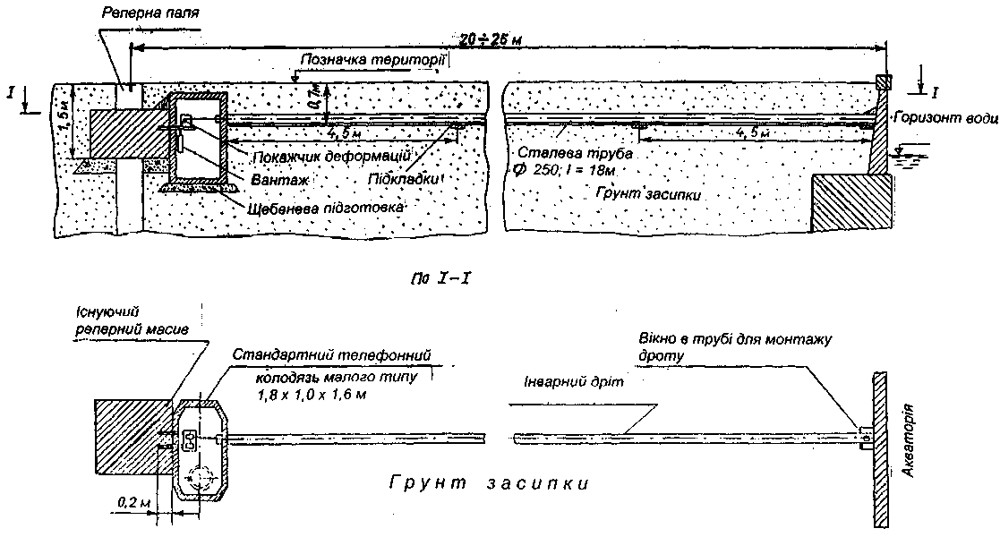 Реперна паля
20÷25 м
Позначка території
0,7м
I
I
1,5м
Горизонт води
4,5м
4,5м
Покажчик деформацій
Сталева труба
Вантаж
Підкладки
Ф 250; l = 18м
Грунт засипки
Щебенева підготовка
По I-I
Існуючий
реперний масив
Стандартний телефонний
колодязь малого типу
1,8 х 1,0 х 1,6 м
Вікно в трубі для монтажу
дроту
Інварний дріт
Акваторія
Грунт засипки
0,2 м